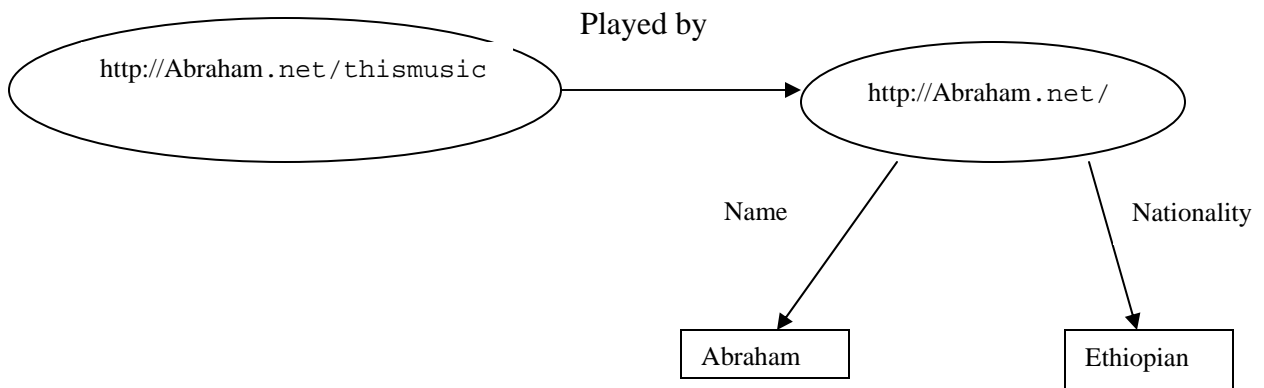 Played by
http://Abraham.net/thismusic
http://Abraham.net/
Name
Nationality
Abraham
Ethiopian